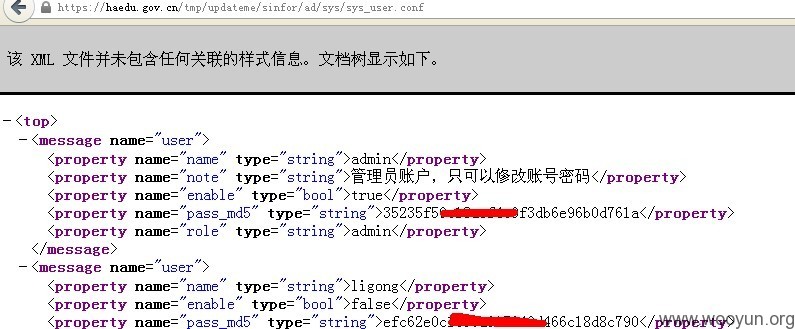 https://haedu.gov.cn/tmp/updateme/sinfor/ad/sys/sys_user.conf
该 XML 文件并未包含任何关联的样式信息。文档树显示如下。
-<top>
-<message name="user">
<property name="name" type="string">admin</property>
<property name="note" type="string">管理员账户，只可以修改账号密码</property>
<property name="enable" type="bool">true</property>
<property name="pass_md5" type="string">35235f5 f3db6e96b0d761a</property>
<property name="role" type="string">admin</property>
</message>
-<message name="user">
<property name="name" type="string">ligong</property>
<property name="enable" type="bool">false</property>
<property name="pass_md5" type="string">efc62e0c 466c18d8c790</property>
www.wooyun.org